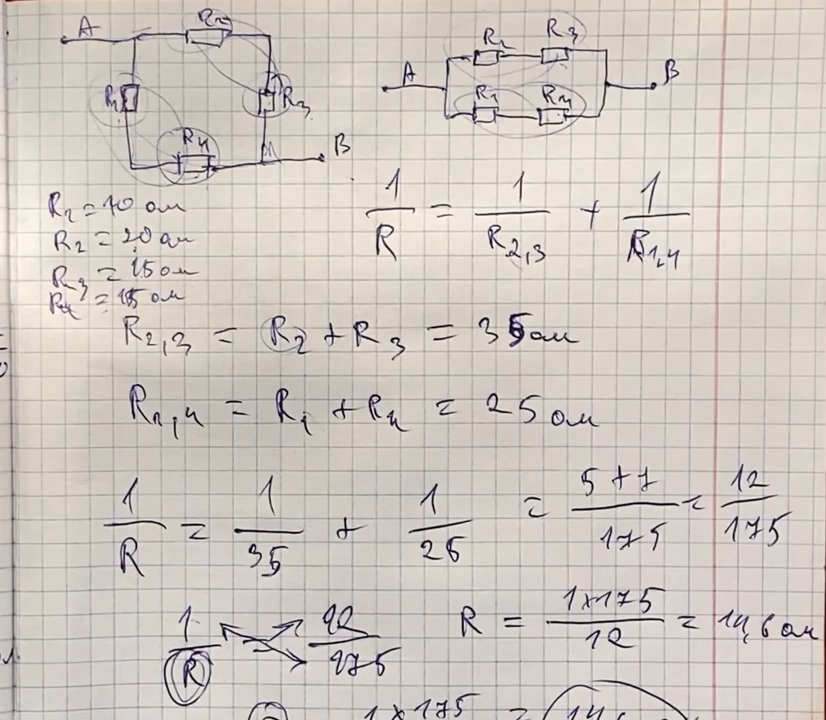 A R2
R1 R3
R4 B
R2 R3
A B
R1 R4
R1 = 10 ом
R2 = 20 ом
R3 = 15 ом
R4 = 15 ом
1/R = 1/R2,3 + 1/R1,4
R2,3 = R2 + R3 = 35 ом
R1,4 = R1 + R4 = 25 ом
1/R = 1/35 + 1/25 = 5+7/175 = 12/175
1/R 12/175 R = 1×175/12 = 14,6 ом
1×175 = 14